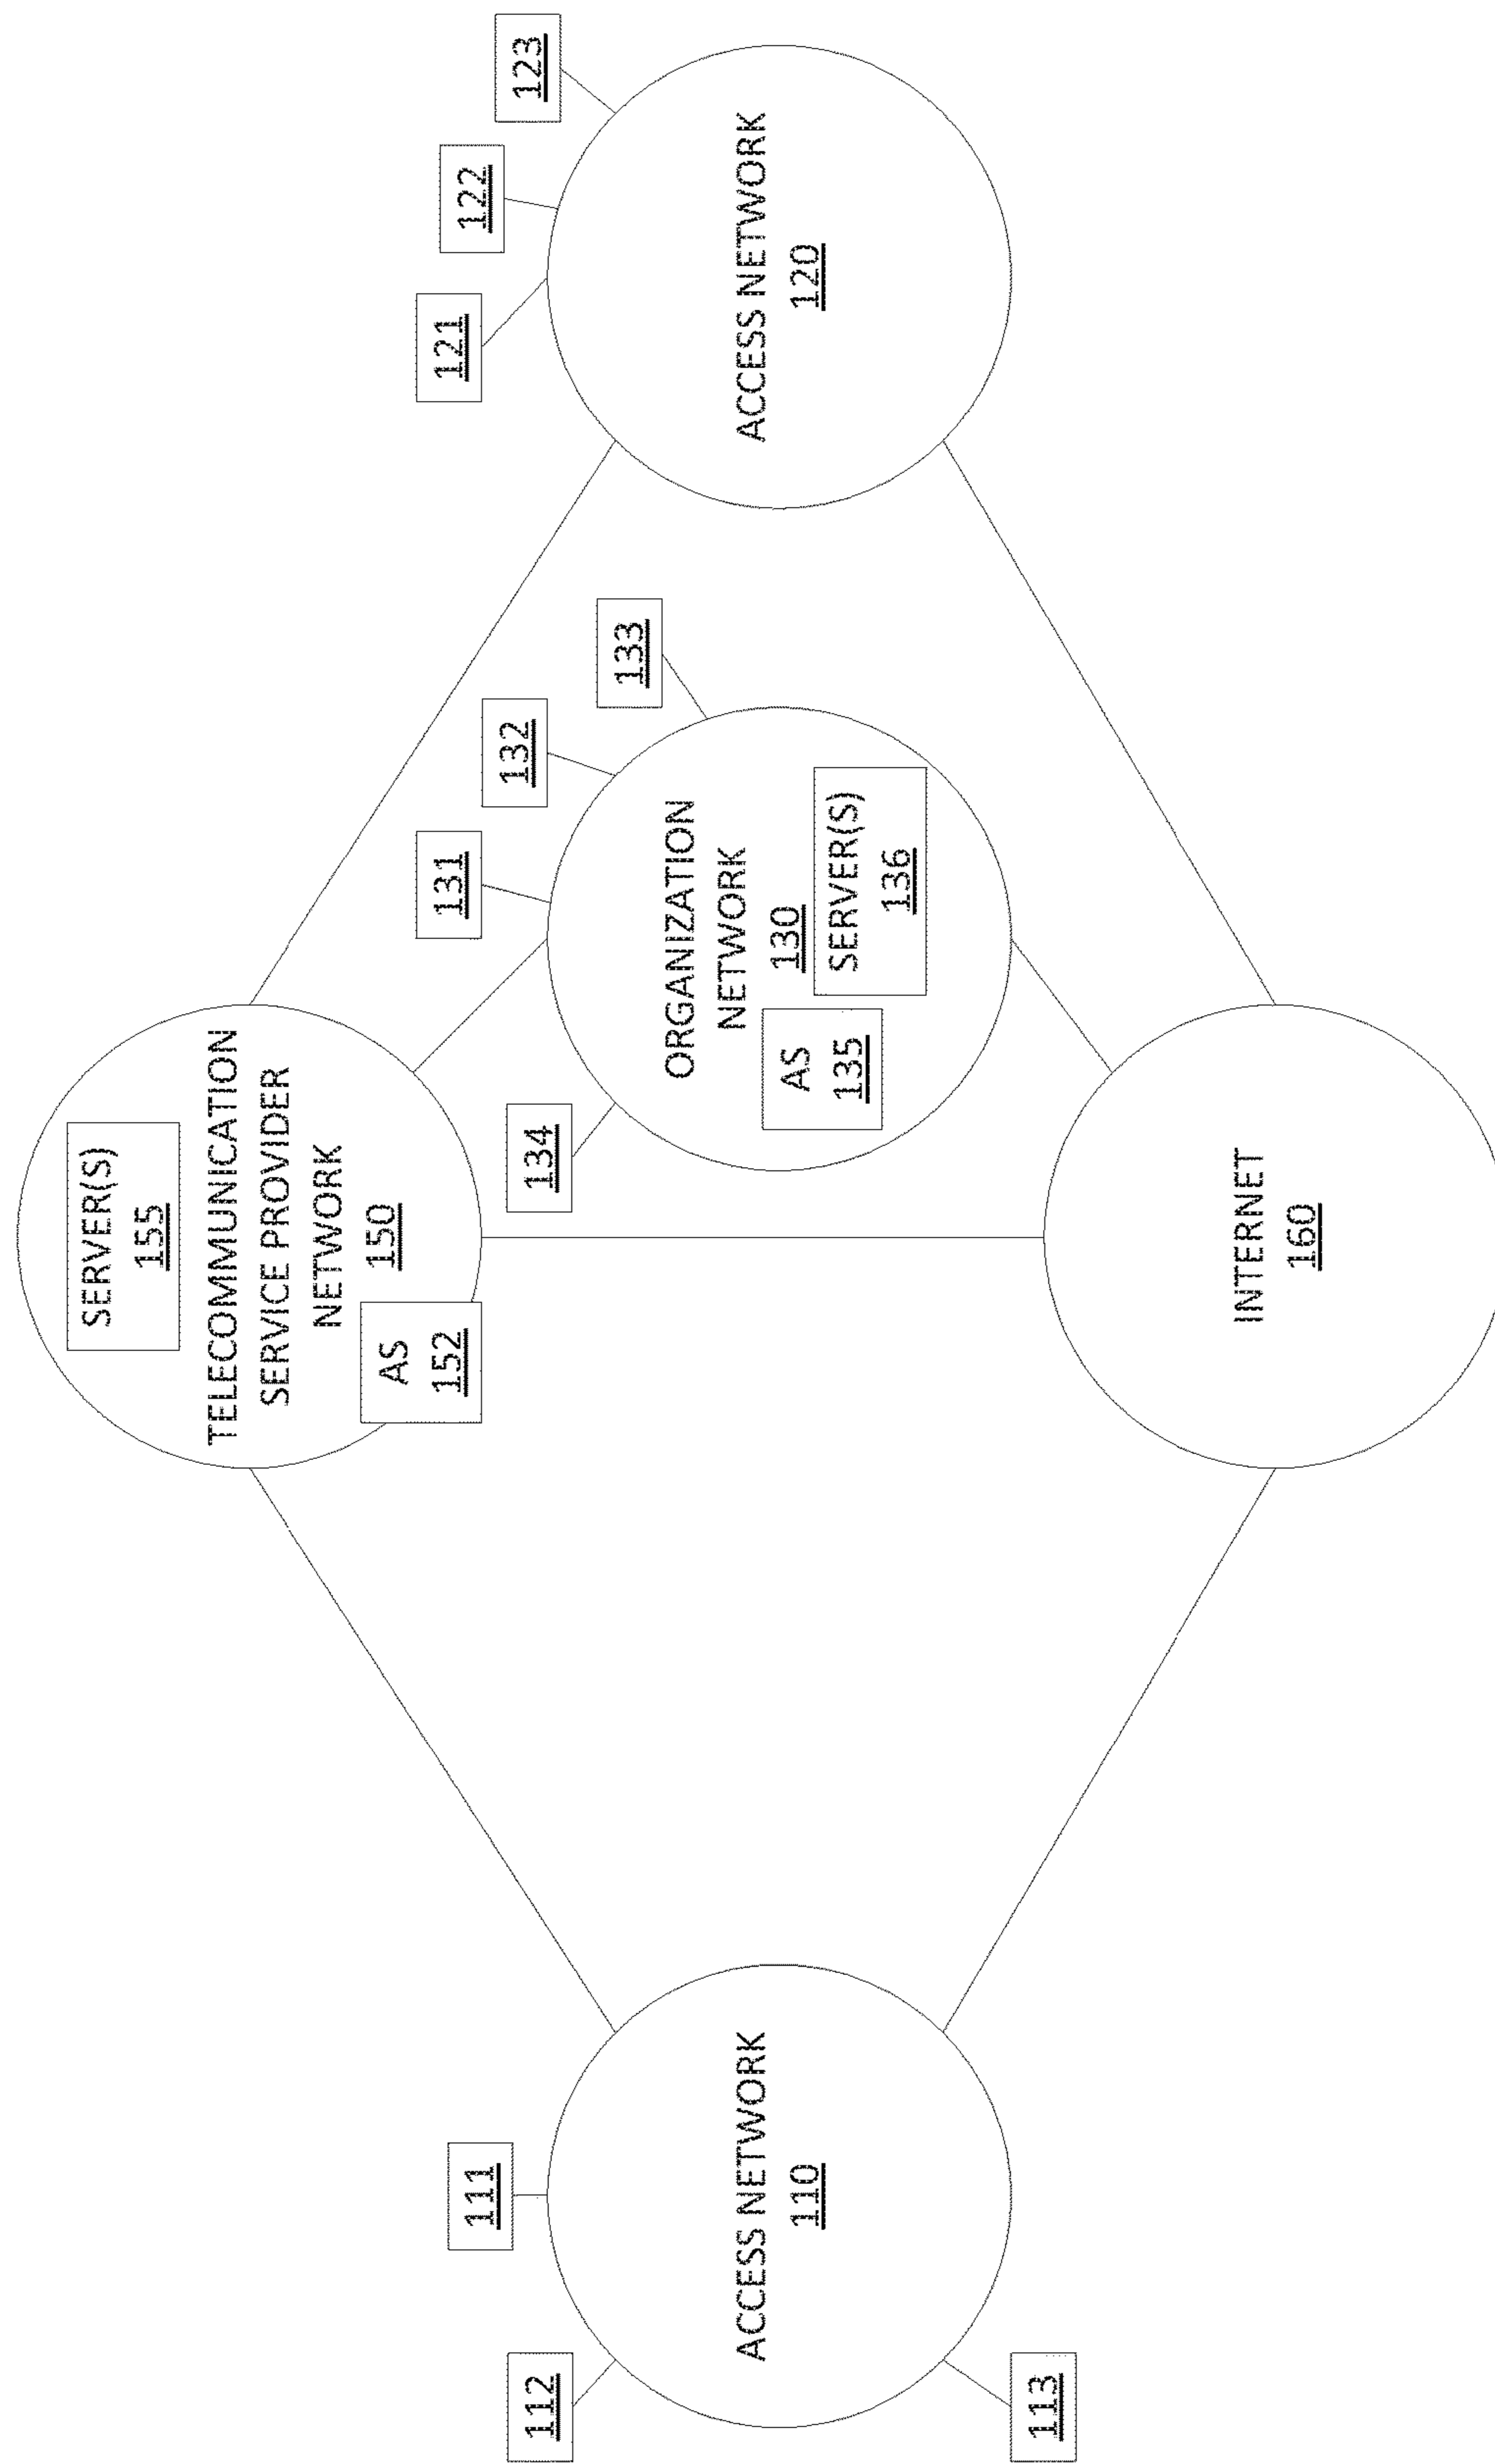 SERVER(S)
155
TELECOMMUNICATION
SERVICE PROVIDER
NETWORK
150
AS
152
111
112
ACCESS NETWORK
110
113
134
131
132
133
ORGANIZATION
NETWORK
130
AS
135
SERVER(S)
136
121
122
123
ACCESS NETWORK
120
INTERNET
160